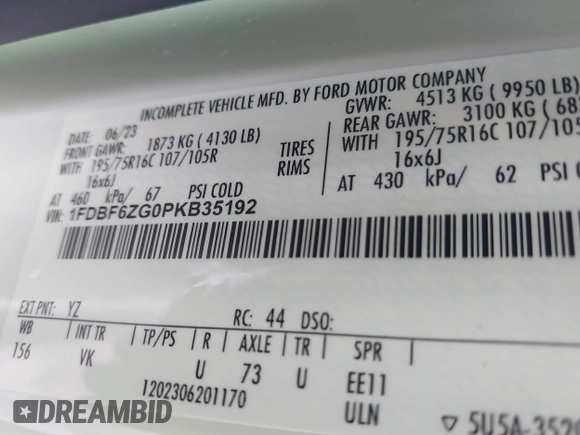 INCOMPLETE VEHICLE MFD. BY FORD MOTOR COMPANY
DATE: 06/23 GVWR: 4513 KG ( 9950 LB)
FRONT GAWR: 1873 KG ( 4130 LB) REAR GAWR: 3100 KG
WITH 195/75R16C 107/105R TIRES WITH 195/75R16C 107/105
16x6J RIMS 16x6J
AT 460 kPa/ 67 PSI COLD AT 430 kPa/ 62 PSI
VIN: 1FDBF6ZG0PKB35192
EXT PNT: YZ RC: 44 DSO:
WB INT TR TP/PS R AXLE TR SPR
156 VK U 73 U EE11
1202306201170 ULN ▽ 5U5A-3520
DREAMBID